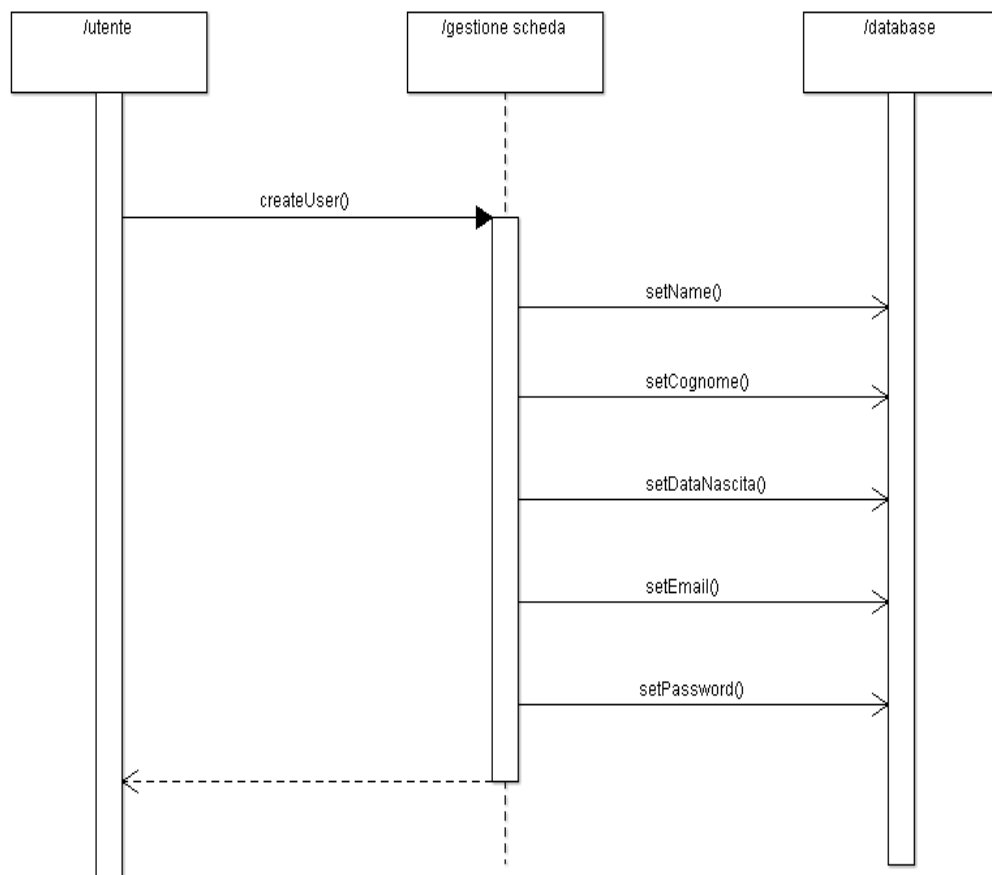 /utente
/gestione scheda
/database
createUser()
setName()
setCognome()
setDataNascita()
setEmail()
setPassword()